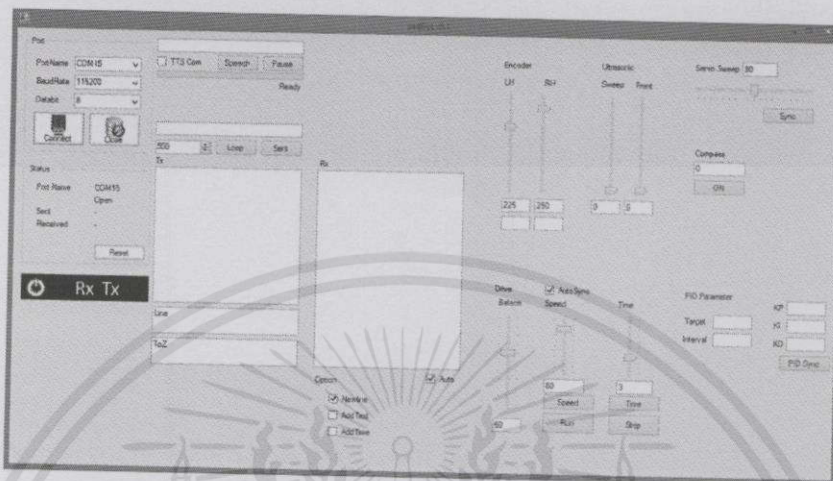 Port
PortName COM15
BaudRate 115200
Databit 8
Connect Close
Status
Port Name COM15
Open
Sent -
Received -
Reset
Rx Tx
TTS Com Speech Pause
Ready
500 Loop Sent
Tx
Line
ToZ
Rx
Option Auto
Newline
Add Text
Add Time
Encoder
LH RH
225 250
Ultrasonic
Sweep Front
0 0
Servo Sweep 90
Sync
Compass
0
ON
Drive Auto Sync
Balance Speed Time
50
80 3
Speed Time
Run Stop
PID Parameter
Target
Interval
KP
KI
KD
PID Sync